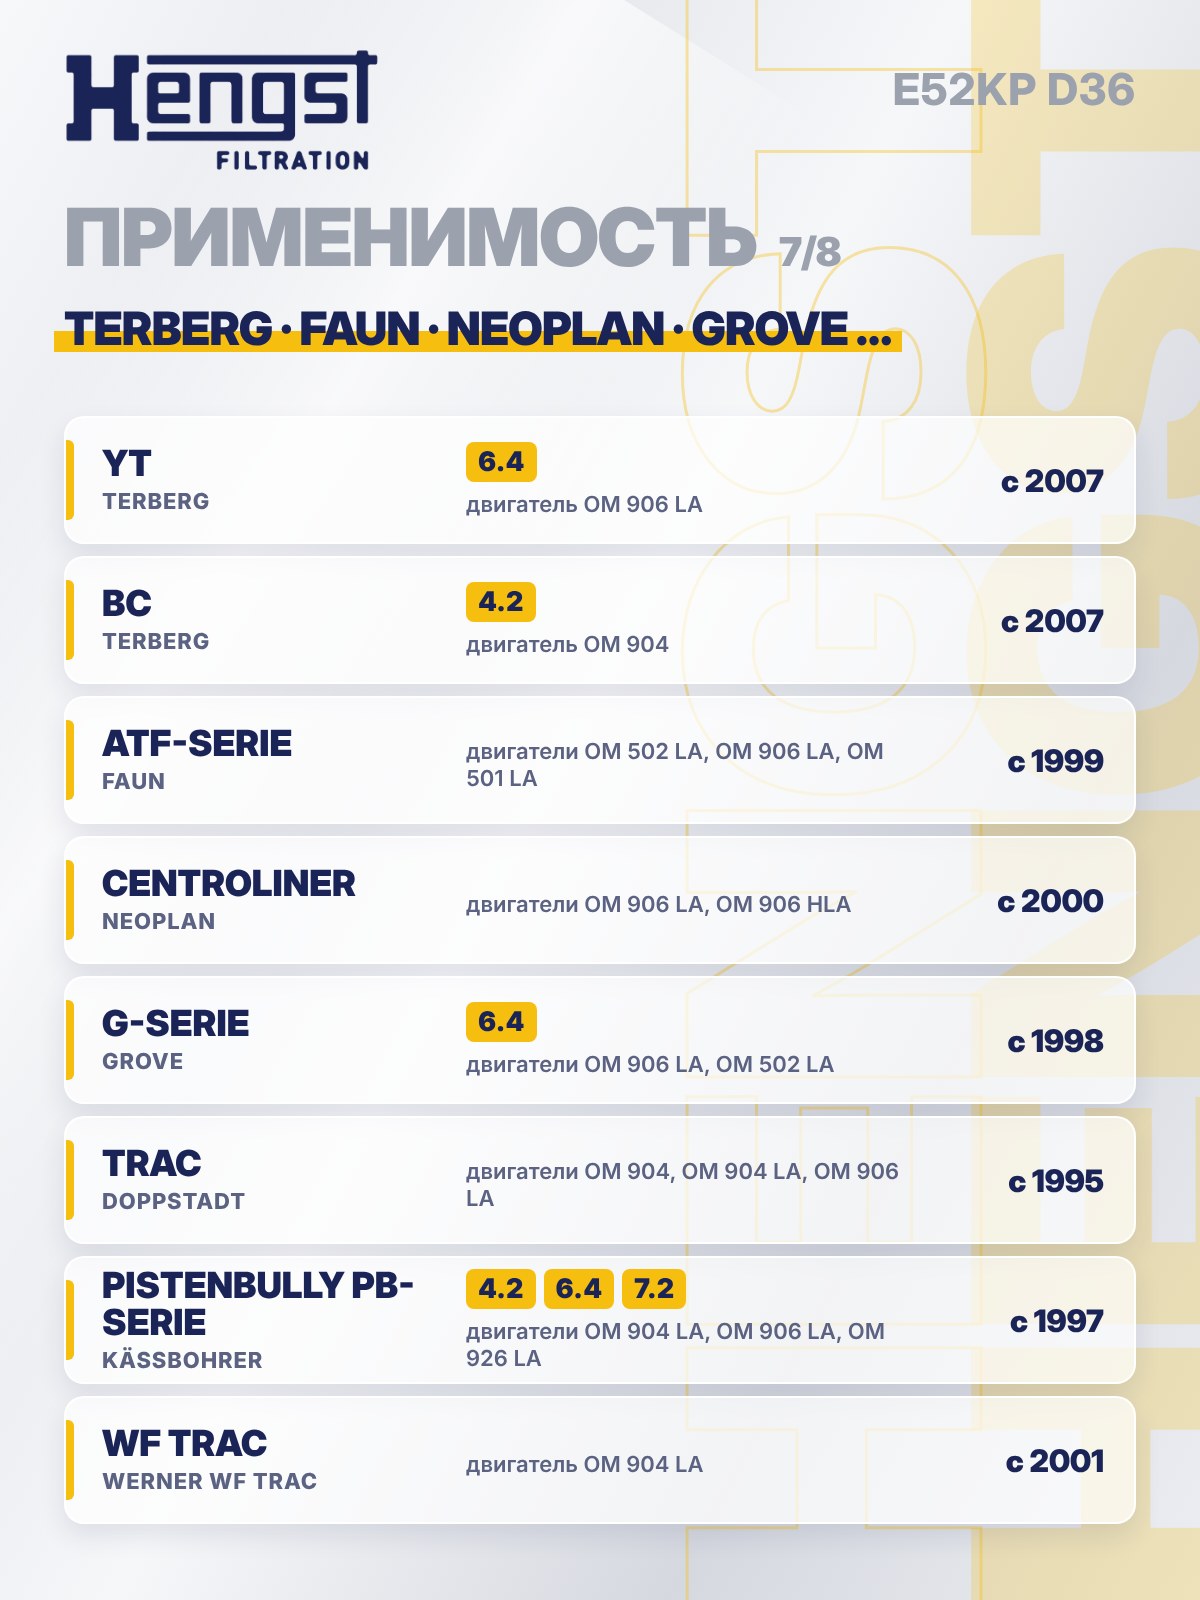 Hengst
FILTRATION
E52KP D36
ПРИМЕНИМОСТЬ 7/8
TERBERG · FAUN · NEOPLAN · GROVE ...
YT
TERBERG
6.4
двигатель OM 906 LA
с 2007
BC
TERBERG
4.2
двигатель OM 904
с 2007
ATF-SERIE
FAUN
двигатели OM 502 LA, OM 906 LA, OM
501 LA
с 1999
CENTROLINER
NEOPLAN
двигатели OM 906 LA, OM 906 HLA
с 2000
G-SERIE
GROVE
6.4
двигатели OM 906 LA, OM 502 LA
с 1998
TRAC
DOPPSTADT
двигатели OM 904, OM 904 LA, OM 906
LA
с 1995
PISTENBULLY PB-
SERIE
KÄSSBOHRER
4.2 6.4 7.2
двигатели OM 904 LA, OM 906 LA, OM
926 LA
с 1997
WF TRAC
WERNER WF TRAC
двигатель OM 904 LA
с 2001
HENGST
HENGST